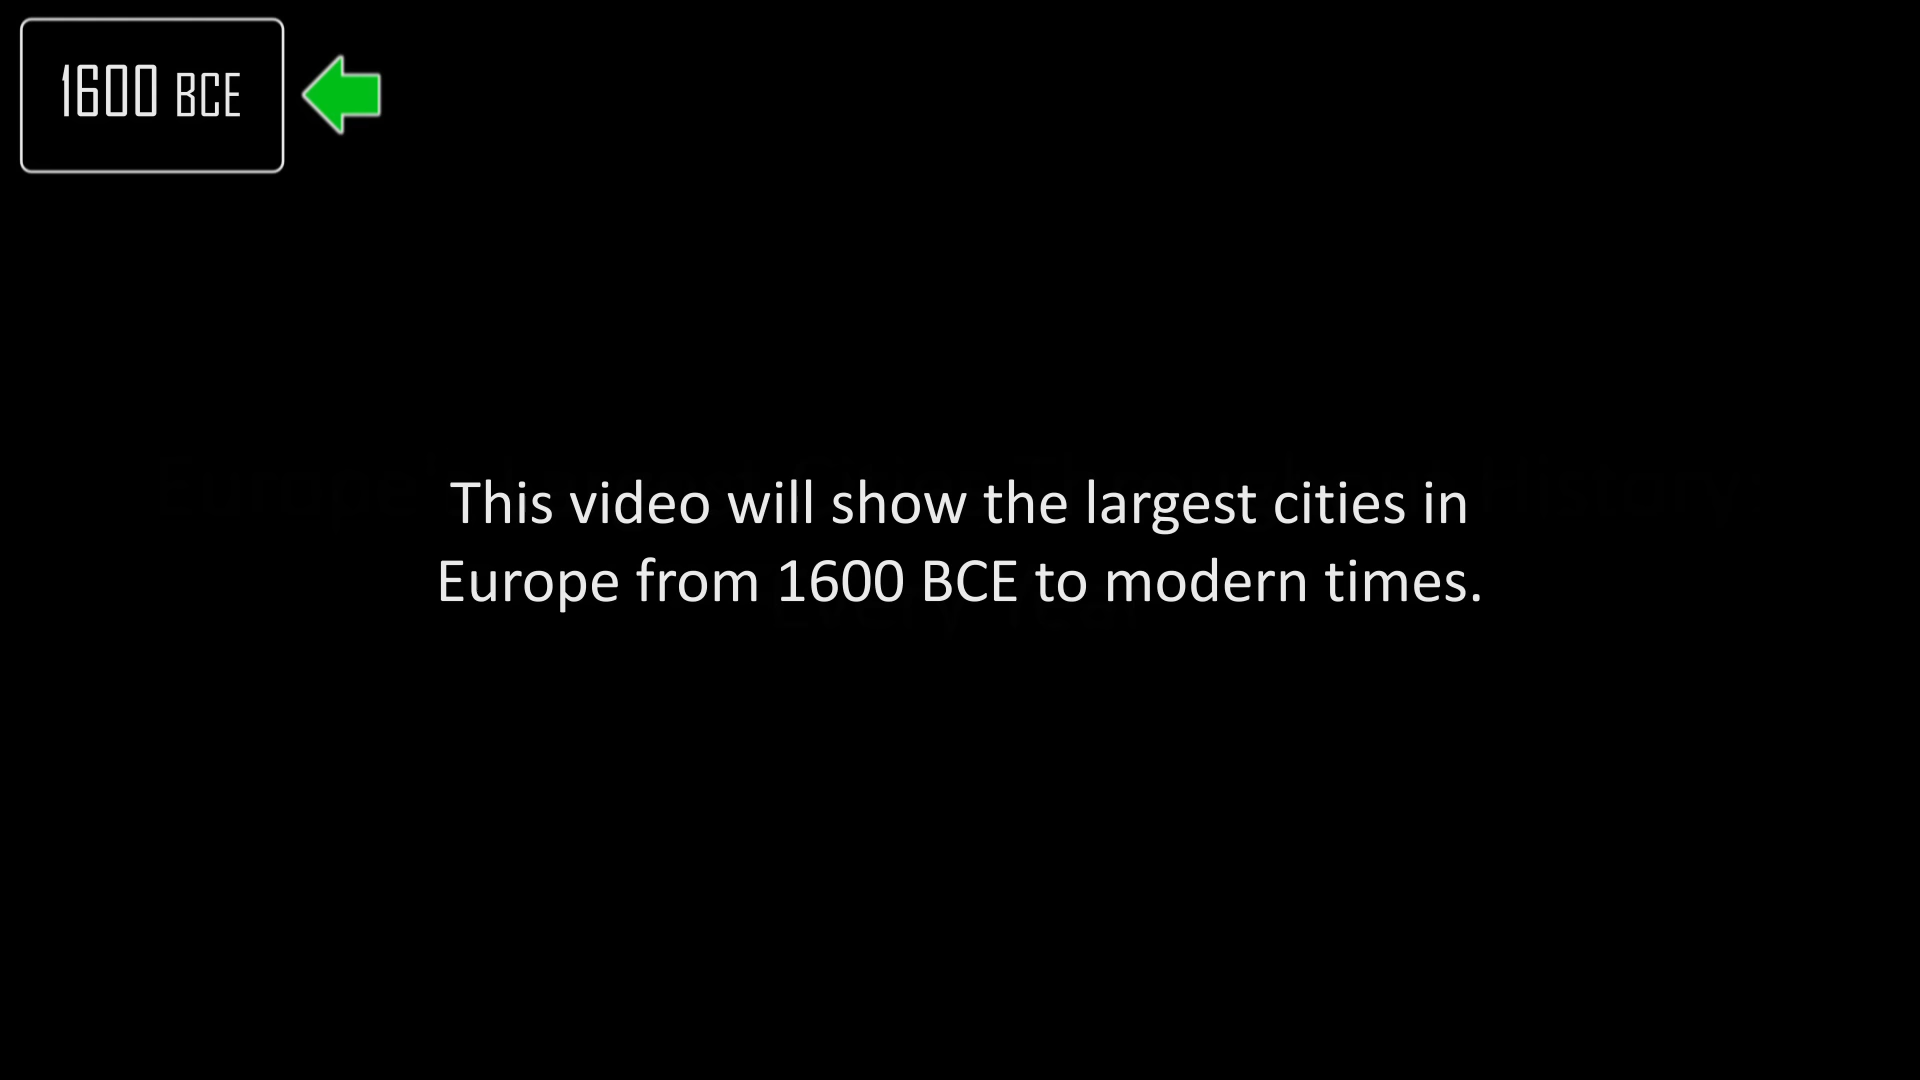 1600 BCE
This video will show the largest cities in
Europe from 1600 BCE to modern times.